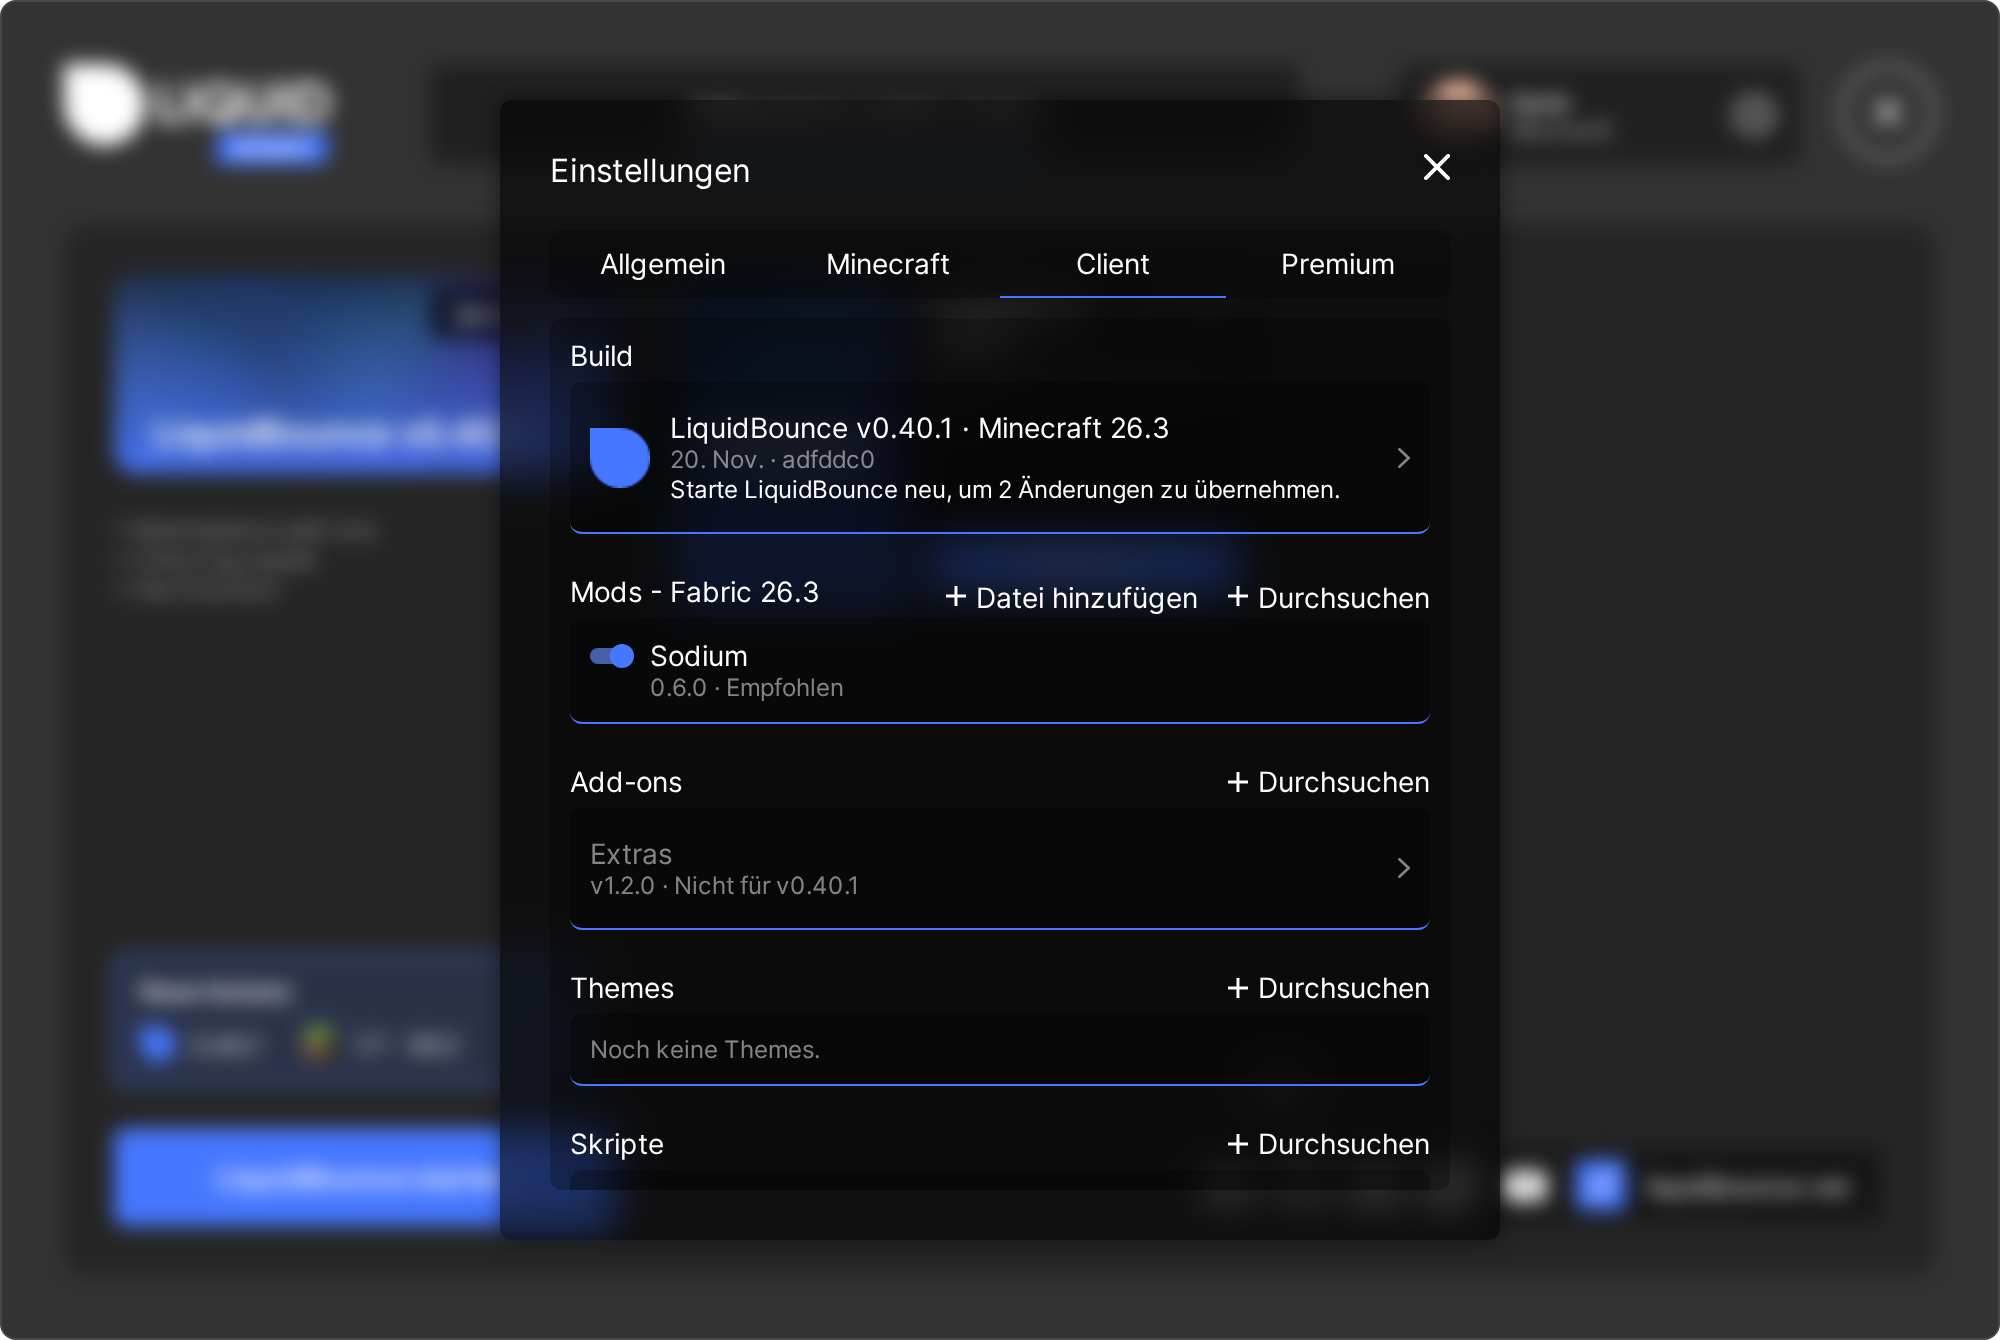 LIQUID
Einstellungen
Allgemein Minecraft Client Premium
Build
LiquidBounce v0.40.1 · Minecraft 26.3
20. Nov. · adfddc0
Starte LiquidBounce neu, um 2 Änderungen zu übernehmen.
Mods - Fabric 26.3 + Datei hinzufügen + Durchsuchen
Sodium
0.6.0 · Empfohlen
Add-ons + Durchsuchen
Extras
v1.2.0 · Nicht für v0.40.1
Themes + Durchsuchen
Noch keine Themes.
Skripte + Durchsuchen